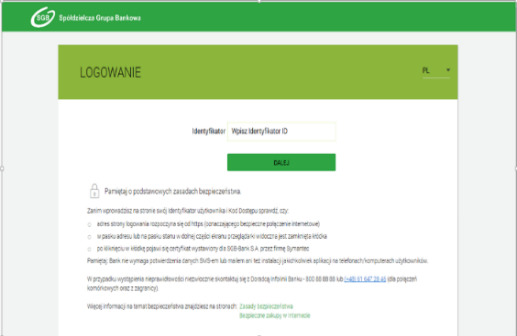 SGB Spółdzielcza Grupa Bankowa
LOGOWANIE
PL
Identyfikator Wpisz Identyfikator ID
DALEJ
Pamiętaj o podstawowych zasadach bezpieczeństwa.
Zanim wprowadzisz na stronie swój Identyfikator użytkownika i Kod Dostępu sprawdź, czy:
adres strony logowania rozpoczyna się od https (oznaczającego bezpieczne połączenie internetowe)
w pasku adresu lub na pasku stanu w dolnej części ekranu przeglądarki widoczna jest zamknięta kłódka
po kliknięciu w kłódkę pojawi się certyfikat wystawiony dla SGB-Bank S.A. przez firmę Symantec
Pamiętaj, Bank nie wymaga potwierdzenia danych SMS-em lub mailem ani też instalacji jakichkolwiek aplikacji na telefonach/komputerach użytkowników.
W przypadku wystąpienia nieprawidłowości niezwłocznie skontaktuj się z Doradcą Infolinii Banku - 800 88 88 88 lub (+48) 61 647 28 46 (dla połączeń
komórkowych oraz z zagranicy).
Więcej informacji na temat bezpieczeństwa znajdziesz na stronach: Zasady bezpieczeństwa
Bezpieczne zakupy w Internecie